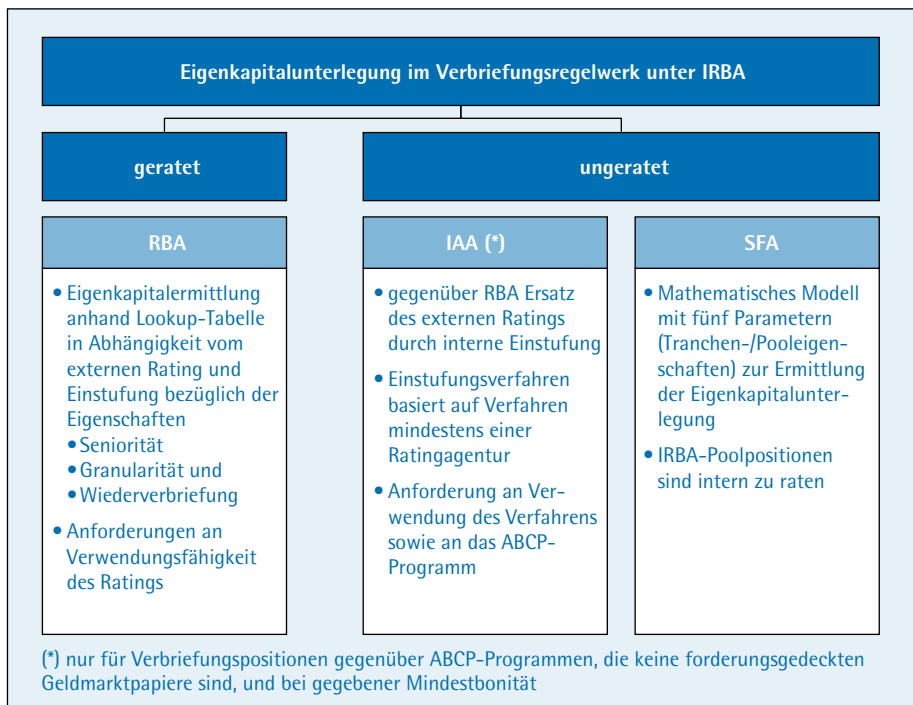 Eigenkapitalunterlegung im Verbriefungsregelwerk unter IRBA
geratet
ungeratet
RBA
• Eigenkapitalermittlung
anhand Lookup-Tabelle
in Abhängigkeit vom
externen Rating und
Einstufung bezüglich der
Eigenschaften
• Seniorität
• Granularität und
• Wiederverbriefung
• Anforderungen an
Verwendungsfähigkeit
des Ratings
IAA (*)
• gegenüber RBA Ersatz
des externen Ratings
durch interne Einstufung
• Einstufungsverfahren
basiert auf Verfahren
mindestens einer
Ratingagentur
• Anforderung an Ver-
wendung des Verfahrens
sowie an das ABCP-
Programm
SFA
• Mathematisches Modell
mit fünf Parametern
(Tranchen-/Pooleigen-
schaften) zur Ermittlung
der Eigenkapitalunter-
legung
• IRBA-Poolpositionen
sind intern zu raten
(*) nur für Verbriefungspositionen gegenüber ABCP-Programmen, die keine forderungsgedeckten
Geldmarktpapiere sind, und bei gegebener Mindestbonität